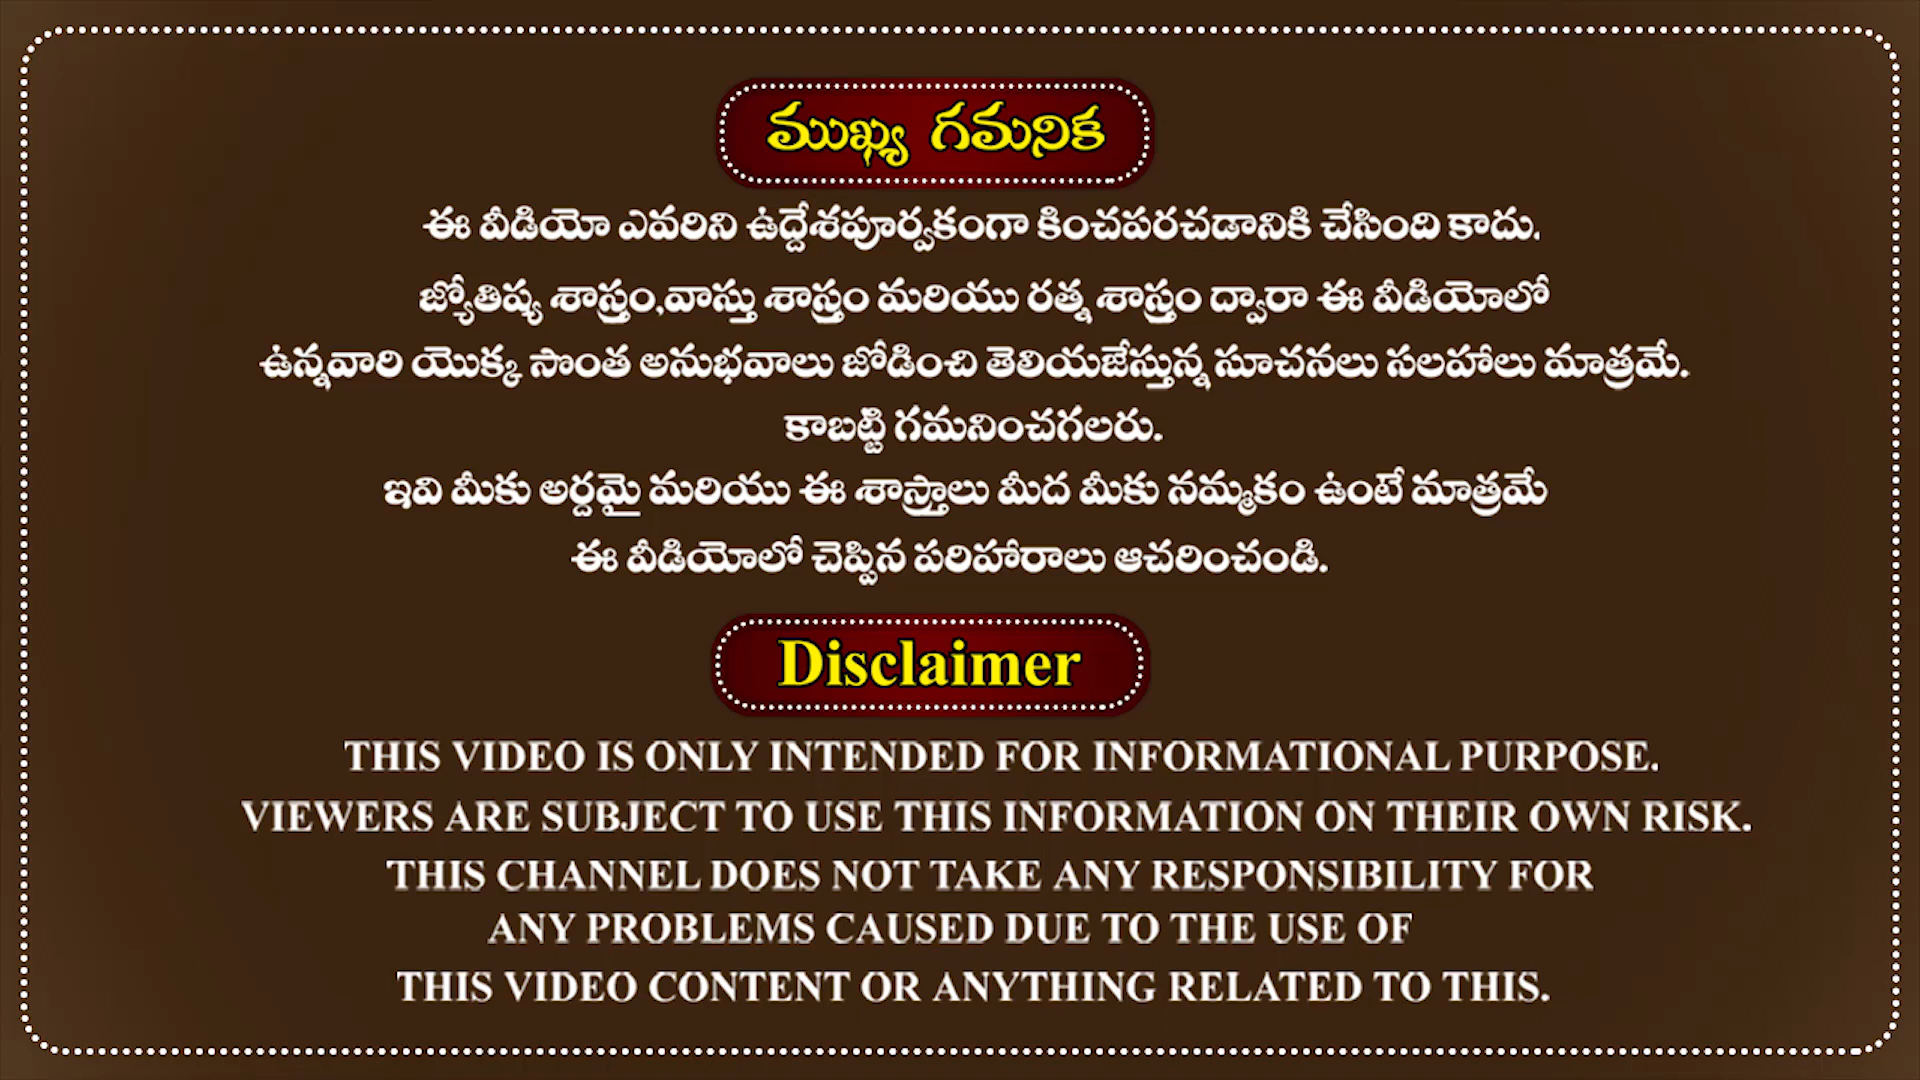 ముఖ్య గమనిక
ఈ వీడియో ఎవరిని ఉద్దేశపూర్వకంగా కించపరచడానికి చేసింది కాదు.
జ్యోతిష్య శాస్త్రం,వాస్తు శాస్త్రం మరియు రత్న శాస్త్రం ద్వారా ఈ వీడియోలో
ఉన్నవారి యొక్క సొంత అనుభవాలు జోడించి తెలియజేస్తున్న సూచనలు సలహాలు మాత్రమే.
కాబట్టి గమనించగలరు.
ఇవి మీకు అర్దమై మరియు ఈ శాస్త్రాలు మీద మీకు నమ్మకం ఉంటే మాత్రమే
ఈ వీడియోలో చెప్పిన పరిహారాలు ఆచరించండి.
Disclaimer
THIS VIDEO IS ONLY INTENDED FOR INFORMATIONAL PURPOSE.
VIEWERS ARE SUBJECT TO USE THIS INFORMATION ON THEIR OWN RISK.
THIS CHANNEL DOES NOT TAKE ANY RESPONSIBILITY FOR
ANY PROBLEMS CAUSED DUE TO THE USE OF
THIS VIDEO CONTENT OR ANYTHING RELATED TO THIS.